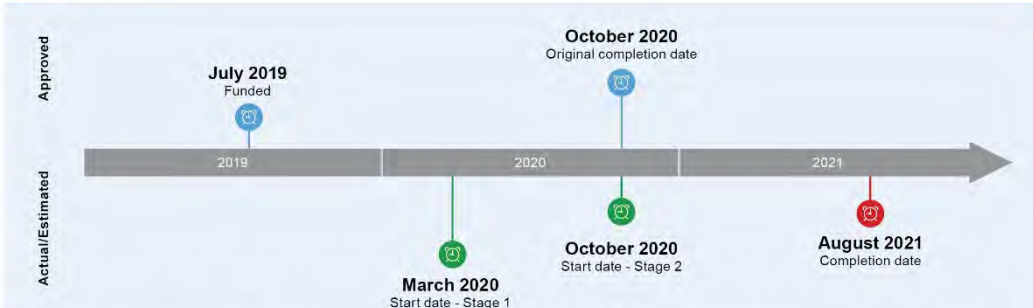 Approved
October 2020
Original completion date
July 2019
Funded
2019
2020
2021
Actual/Estimated
March 2020
Start date - Stage 1
October 2020
Start date - Stage 2
August 2021
Completion date